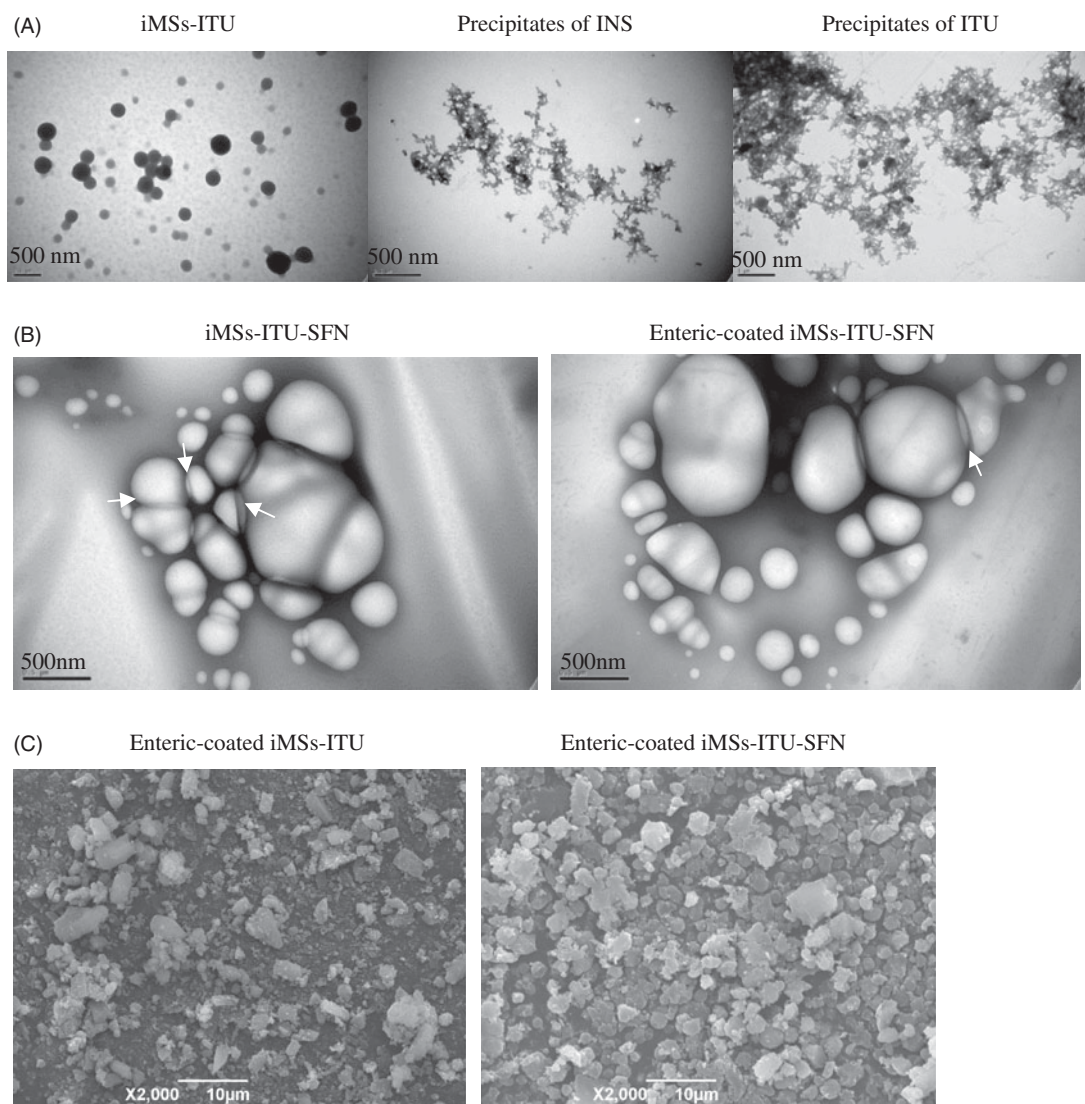 (A)
iMSs-ITU
Precipitates of INS
Precipitates of ITU
500 nm
500 nm
500 nm
(B)
iMSs-ITU-SFN
Enteric-coated iMSs-ITU-SFN
500nm
500nm
(C)
Enteric-coated iMSs-ITU
Enteric-coated iMSs-ITU-SFN
X2,000 10μm
X2,000 10μm